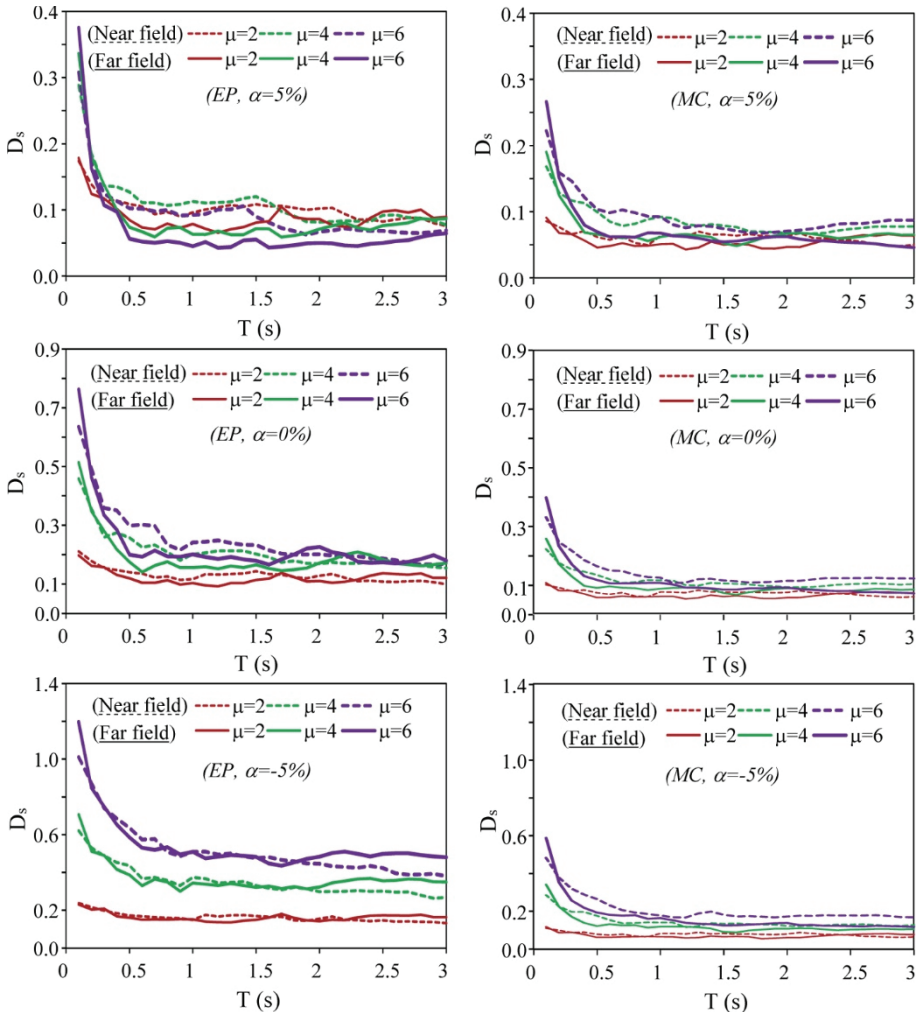 0.4
(Near field) μ=2 μ=4 μ=6
(Far field) μ=2 μ=4 μ=6
0.3
(EP, α=5%)
Ds
0.2
0.1
0.0
0 0.5 1 1.5 2 2.5 3
T (s)
0.4
(Near field) μ=2 μ=4 μ=6
(Far field) μ=2 μ=4 μ=6
0.3
(MC, α=5%)
Ds
0.2
0.1
0.0
0 0.5 1 1.5 2 2.5 3
T (s)
0.9
(Near field) μ=2 μ=4 μ=6
(Far field) μ=2 μ=4 μ=6
0.7
(EP, α=0%)
0.5
Ds
0.3
0.1
0.0
0 0.5 1 1.5 2 2.5 3
T (s)
0.9
(Near field) μ=2 μ=4 μ=6
(Far field) μ=2 μ=4 μ=6
0.7
(MC, α=0%)
0.5
Ds
0.3
0.1
0.0
0 0.5 1 1.5 2 2.5 3
T (s)
1.4
(Near field) μ=2 μ=4 μ=6
(Far field) μ=2 μ=4 μ=6
1.0
(EP, α=-5%)
Ds
0.6
0.2
0.0
0 0.5 1 1.5 2 2.5 3
T (s)
1.4
(Near field) μ=2 μ=4 μ=6
(Far field) μ=2 μ=4 μ=6
1.0
(MC, α=-5%)
Ds
0.6
0.2
0.0
0 0.5 1 1.5 2 2.5 3
T (s)